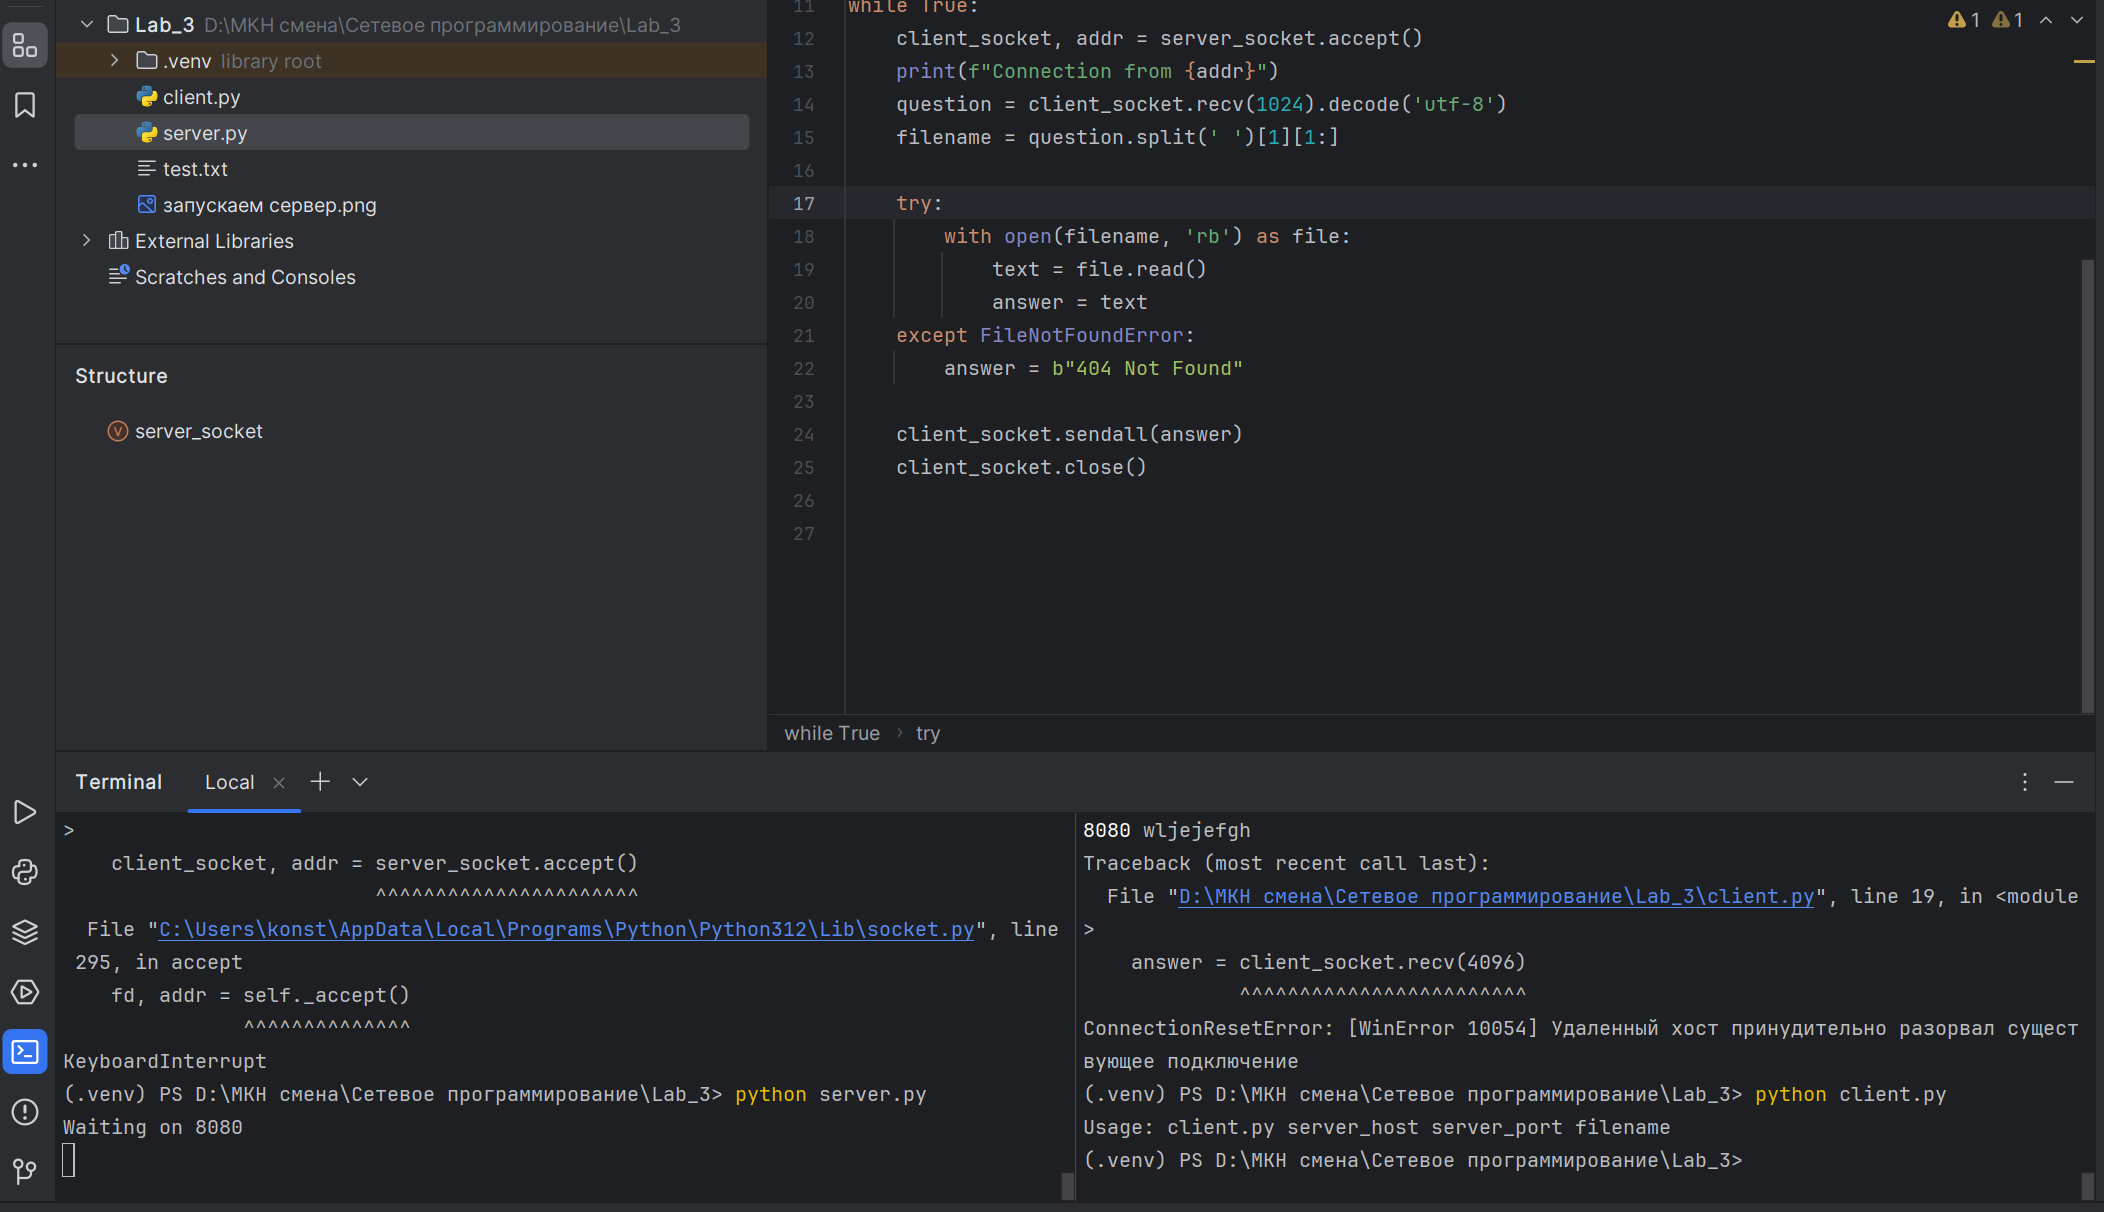 Lab_3 D:\МКН смена\Сетевое программирование\Lab_3
.venv library root
client.py
server.py
test.txt
запускаем сервер.png
External Libraries
Scratches and Consoles
Structure
server_socket
1 1
11 while True:
12 client_socket, addr = server_socket.accept()
13 print(f"Connection from {addr}")
14 question = client_socket.recv(1024).decode('utf-8')
15 filename = question.split(' ')[1][1:]
16
17 try:
18 with open(filename, 'rb') as file:
19 text = file.read()
20 answer = text
21 except FileNotFoundError:
22 answer = b"404 Not Found"
23
24 client_socket.sendall(answer)
25 client_socket.close()
26
27
while True › try
Terminal Local
>
client_socket, addr = server_socket.accept()
^^^^^^^^^^^^^^^^^^^^^^
File "C:\Users\konst\AppData\Local\Programs\Python\Python312\Lib\socket.py", line
295, in accept
fd, addr = self._accept()
^^^^^^^^^^^^^^
KeyboardInterrupt
(.venv) PS D:\МКН смена\Сетевое программирование\Lab_3> python server.py
Waiting on 8080
8080 wljejefgh
Traceback (most recent call last):
File "D:\МКН смена\Сетевое программирование\Lab_3\client.py", line 19, in <module
>
answer = client_socket.recv(4096)
^^^^^^^^^^^^^^^^^^^^^^^^
ConnectionResetError: [WinError 10054] Удаленный хост принудительно разорвал сущест
вующее подключение
(.venv) PS D:\МКН смена\Сетевое программирование\Lab_3> python client.py
Usage: client.py server_host server_port filename
(.venv) PS D:\МКН смена\Сетевое программирование\Lab_3>